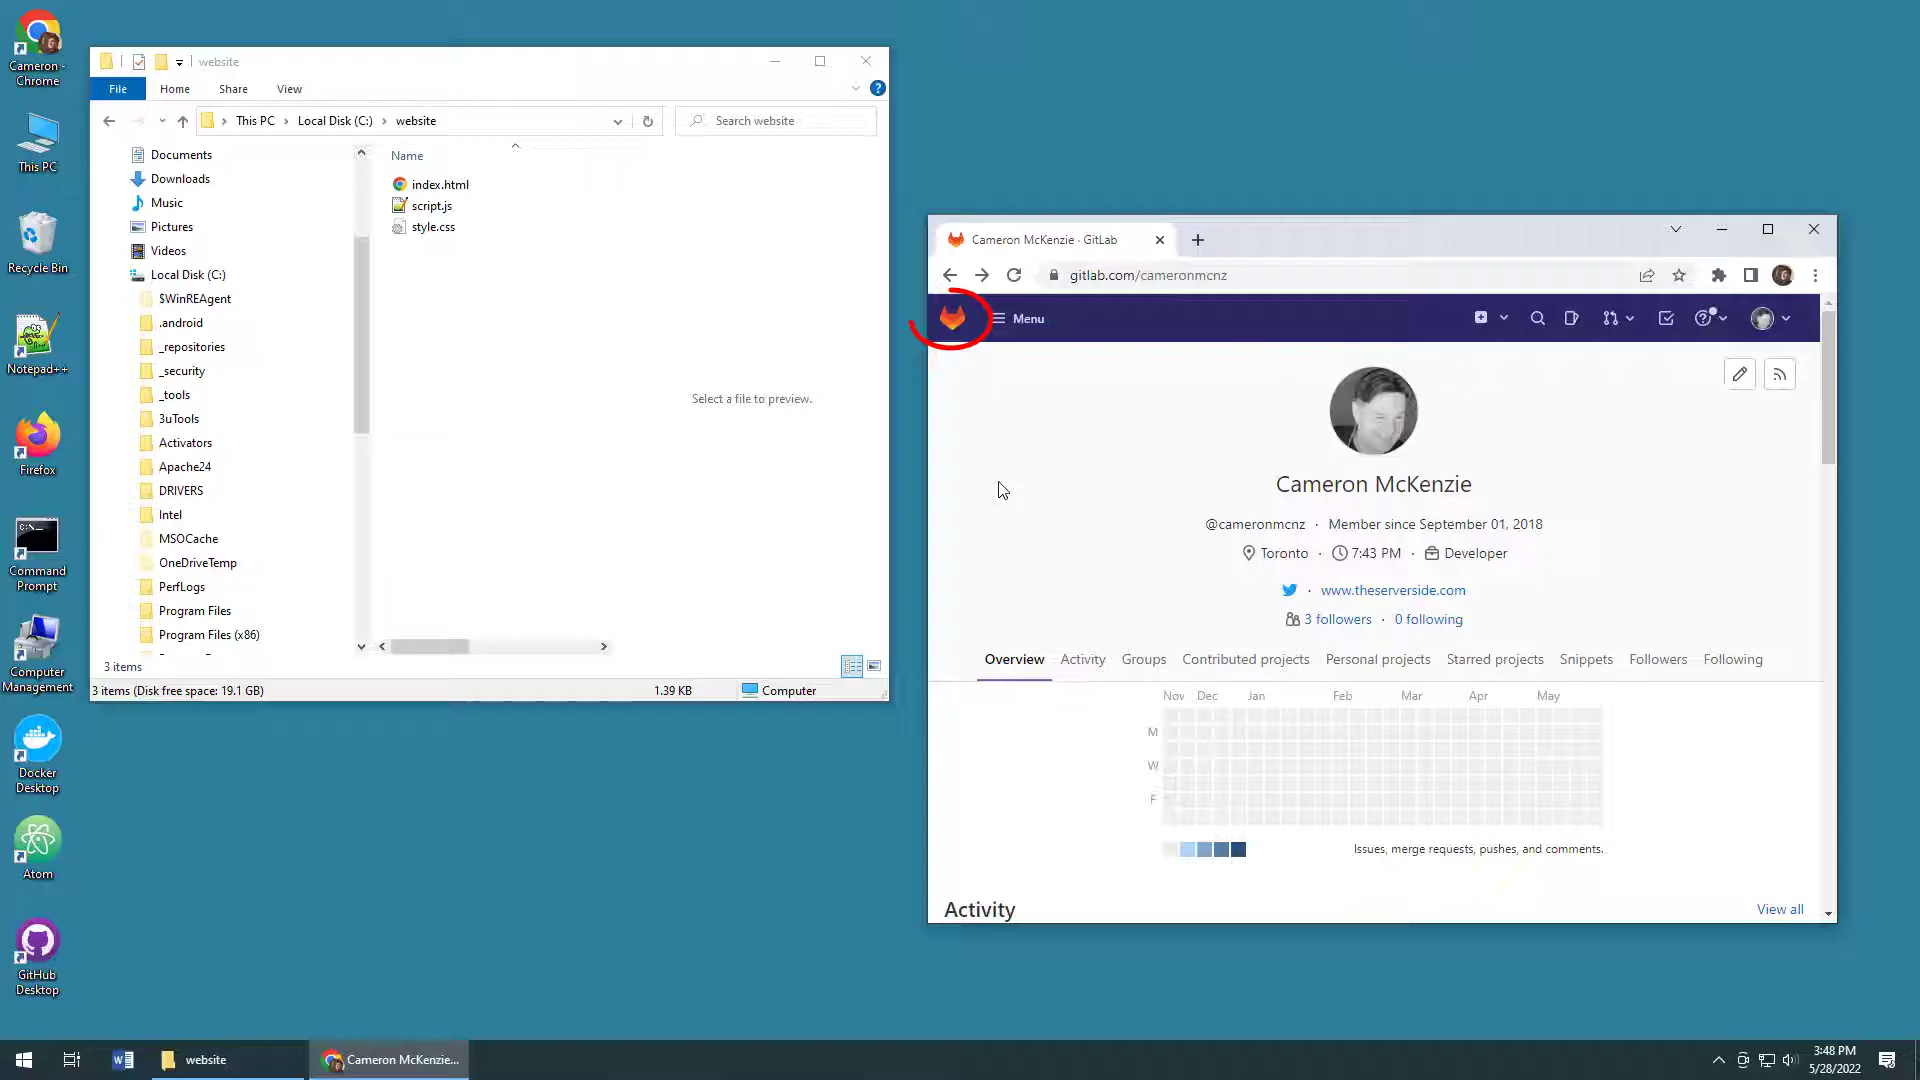 Cameron -
Chrome
This PC
Recycle Bin
Notepad++
Firefox
Command
Prompt
Computer
Management
Docker
Desktop
Atom
GitHub
Desktop
website
File
Home
Share
View
This PC
Local Disk (C:)
website
Search website
Documents
Downloads
Music
Pictures
Videos
Local Disk (C:)
$WinREAgent
.android
_repositories
_security
_tools
3uTools
Activators
Apache24
DRIVERS
Intel
MSOCache
OneDriveTemp
PerfLogs
Program Files
Program Files (x86)
Name
index.html
script.js
style.css
Select a file to preview.
3 items
3 items (Disk free space: 19.1 GB)
1.39 KB
Computer
Cameron McKenzie · GitLab
gitlab.com/cameronmcnz
Menu
Cameron McKenzie
@cameronmcnz · Member since September 01, 2018
Toronto · 7:43 PM · Developer
· www.theserverside.com
3 followers · 0 following
Overview Activity Groups Contributed projects Personal projects Starred projects Snippets Followers Following
Nov Dec Jan Feb Mar Apr May
M
W
F
Issues, merge requests, pushes, and comments.
Activity
View all
website
Cameron McKenzie...
3:48 PM
5/28/2022